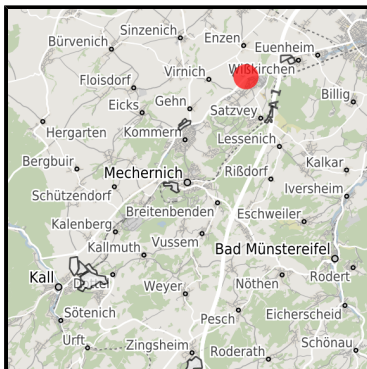 Sinzenich
Enzen
Bürvenich
Euenheim
Wißkirchen
Virnich
Floisdorf
Billig
Gehn
Eicks
Satzvey
Hergarten
Kommern
Lessenich
Bergbuir
Kalkar
Mechernich
Rißdorf
Schützendorf
Iversheim
Breitenbenden
Eschweiler
Kalenberg
Vussem
Kallmuth
Bad Münstereifel
Kall
Rodert
Weyer
Nöthen
Sötenich
Pesch
Eicherscheid
Urft
Zingsheim
Schönau
Roderath